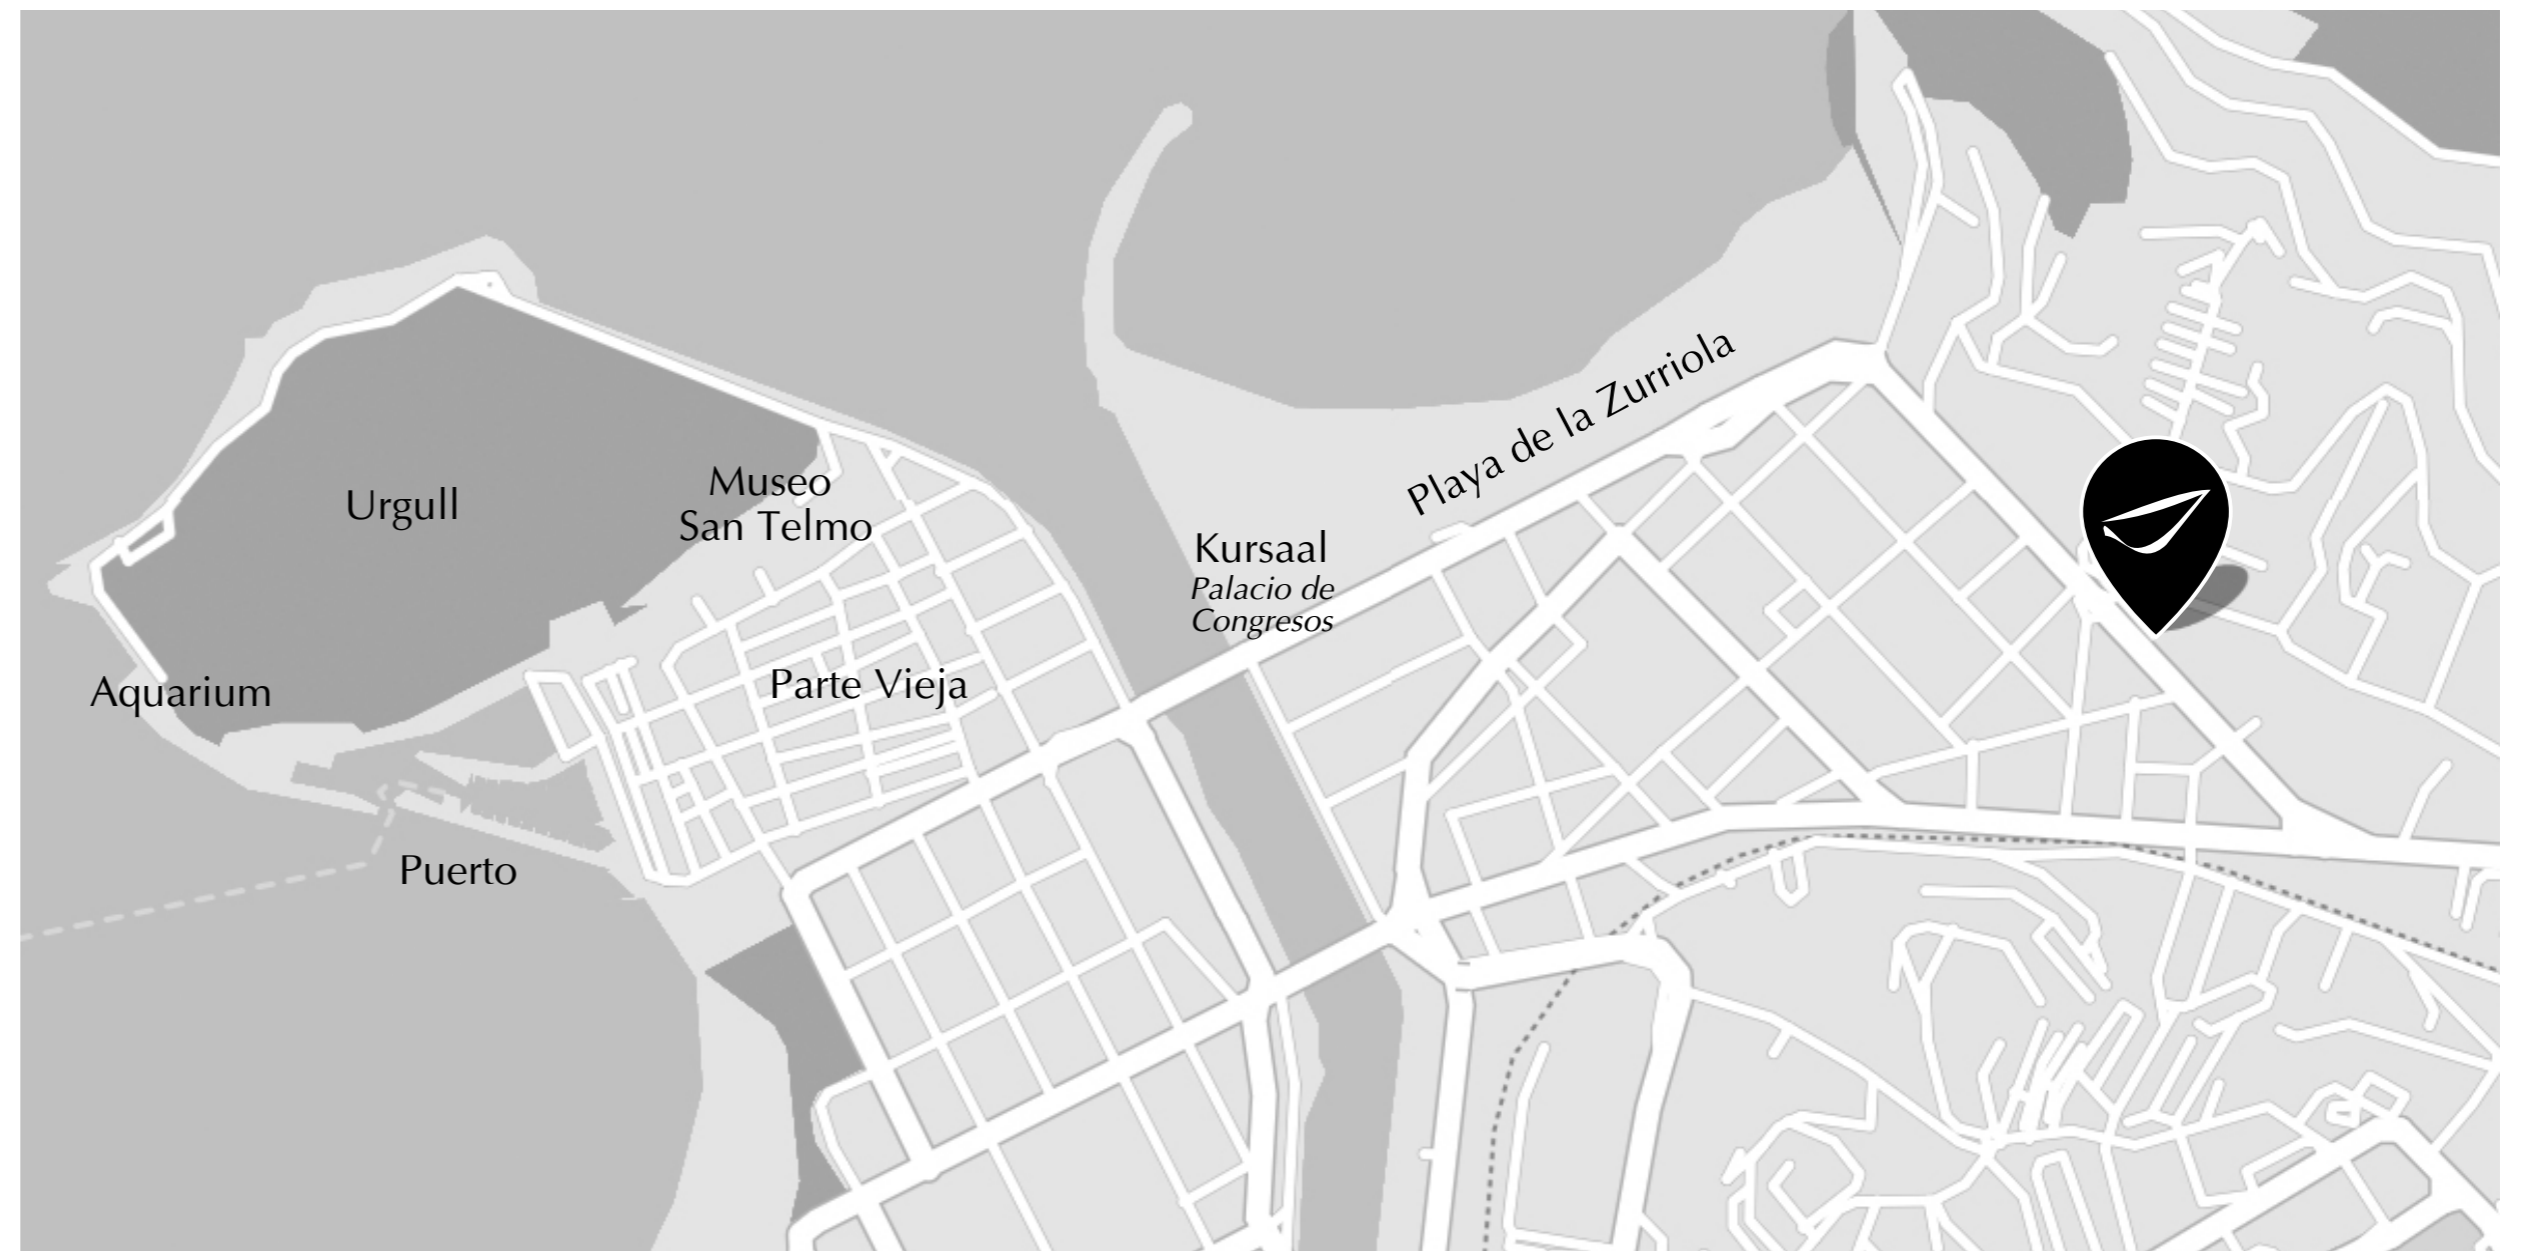 Playa de la Zurriola
Museo
San Telmo
Urgull
Kursaal
Palacio de
Congresos
Parte Vieja
Aquarium
Puerto